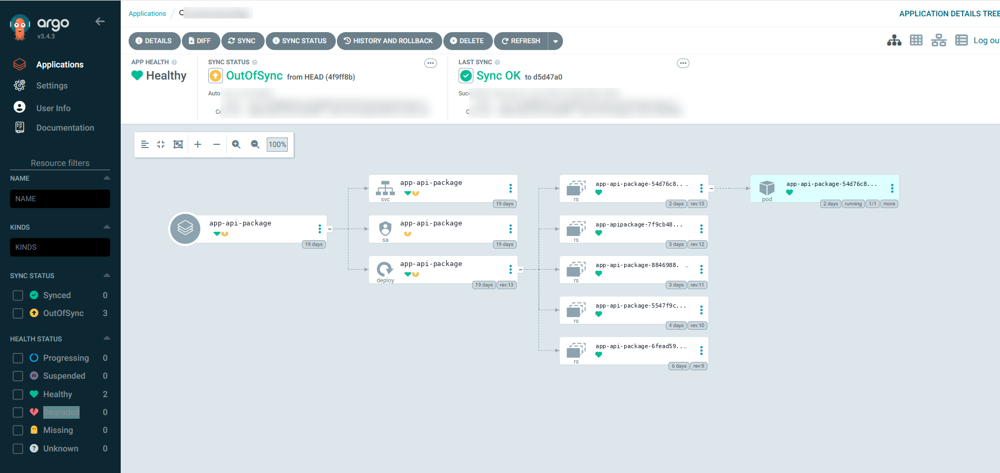 argo
v3.4.3
Applications
Settings
User Info
Documentation
Resource filters
NAME
NAME
KINDS
KINDS
SYNC STATUS
Synced 0
OutOfSync 3
HEALTH STATUS
Progressing 0
Suspended 0
Healthy 2
Degraded 0
Missing 0
Unknown 0
Applications /
APPLICATION DETAILS TREE
DETAILS DIFF SYNC SYNC STATUS HISTORY AND ROLLBACK DELETE REFRESH
Log ou
APP HEALTH
Healthy
SYNC STATUS
OutOfSync from HEAD (4f9ff8b)
Auto
LAST SYNC
Sync OK to d5d47a0
Succ
100%
app-api-package
19 days
app-api-package
svc
19 days
app-api-package
sa
19 days
app-api-package
deploy
19 days rev:13
app-api-package-54d76c8.. ..
rs
2 days rev:13
app-apipackage-7f9cb48...
rs
3 days rev:12
app-api-package-8846988. ..
rs
3 days rev:11
app-api-package-5547f9c...
rs
4 days rev:10
app-api-package-6fead59....
rs
6 days rev:9
app-api-package-54d76c8...
pod
2 days running 1/1 more